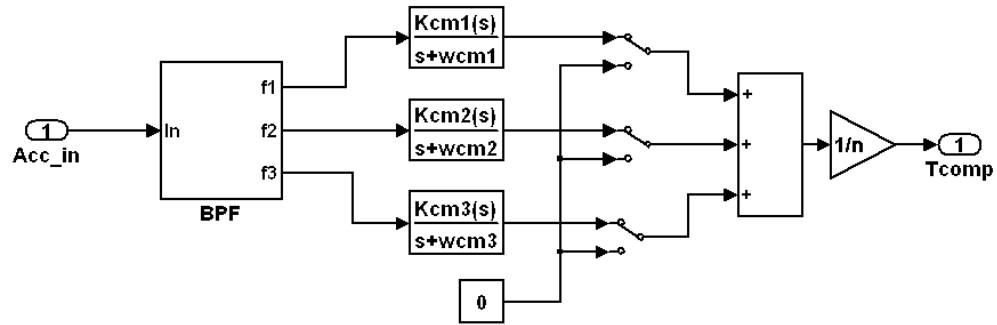 Kcm1(s)
s+wcm1
f1
In
f2
f3
BPF
1
Acc_in
Kcm2(s)
s+wcm2
Kcm3(s)
s+wcm3
0
+
+
+
1/n
1
Tcomp